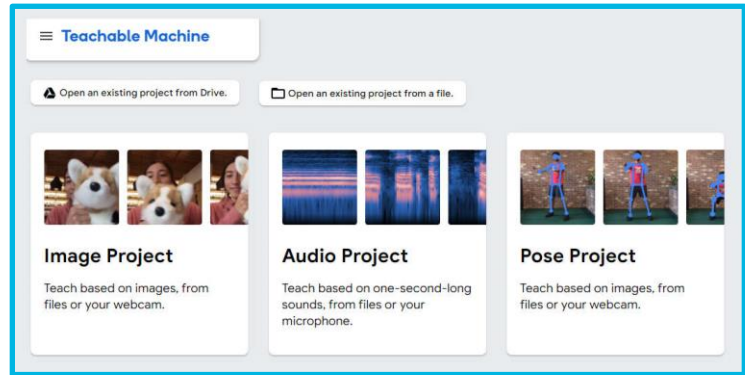 Teachable Machine
Open an existing project from Drive.
Open an existing project from a file.
Image Project
Teach based on images, from
files or your webcam.
Audio Project
Teach based on one-second-long
sounds, from files or your
microphone.
Pose Project
Teach based on images, from
files or your webcam.